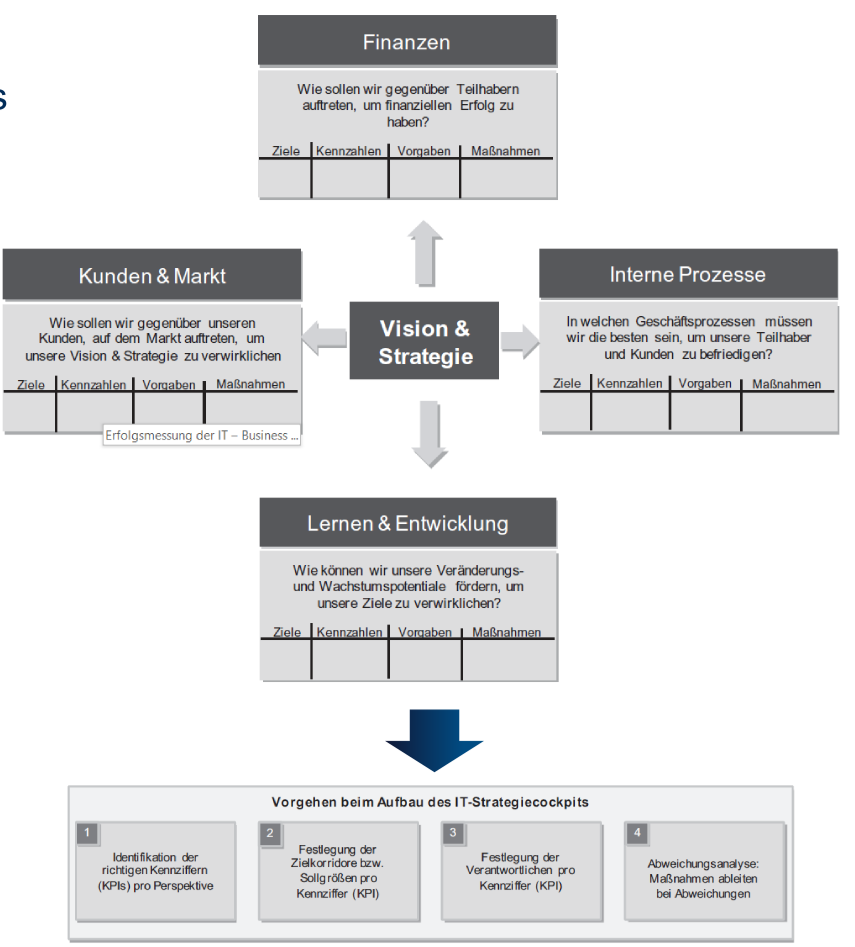 Finanzen
s
Wie sollen wir gegenüber Teilhabern
auftreten, um finanziellen Erfolg zu
haben?
Ziele Kennzahlen Vorgaben Maßnahmen
Kunden & Markt
Wie sollen wir gegenüber unseren
Kunden, auf dem Markt auftreten, um
unsere Vision & Strategie zu verwirklichen
Ziele Kennzahlen Vorgaben Maßnahmen
Erfolgsmessung der IT – Business ...
Vision &
Strategie
Interne Prozesse
In welchen Geschäftsprozessen müssen
wir die besten sein, um unsere Teilhaber
und Kunden zu befriedigen?
Ziele Kennzahlen Vorgaben Maßnahmen
Lernen & Entwicklung
Wie können wir unsere Veränderungs-
und Wachstumspotentiale fördern, um
unsere Ziele zu verwirklichen?
Ziele Kennzahlen Vorgaben Maßnahmen
Vorgehen beim Aufbau des IT-Strategiecockpits
1
Identifikation der
richtigen Kennziffern
(KPIs) pro Perspektive
2
Festlegung der
Zielkorridore bzw.
Sollgrößen pro
Kennziffer (KPI)
3
Festlegung der
Verantwortlichen pro
Kennziffer (KPI)
4
Abweichungsanalyse:
Maßnahmen ableiten
bei Abweichungen